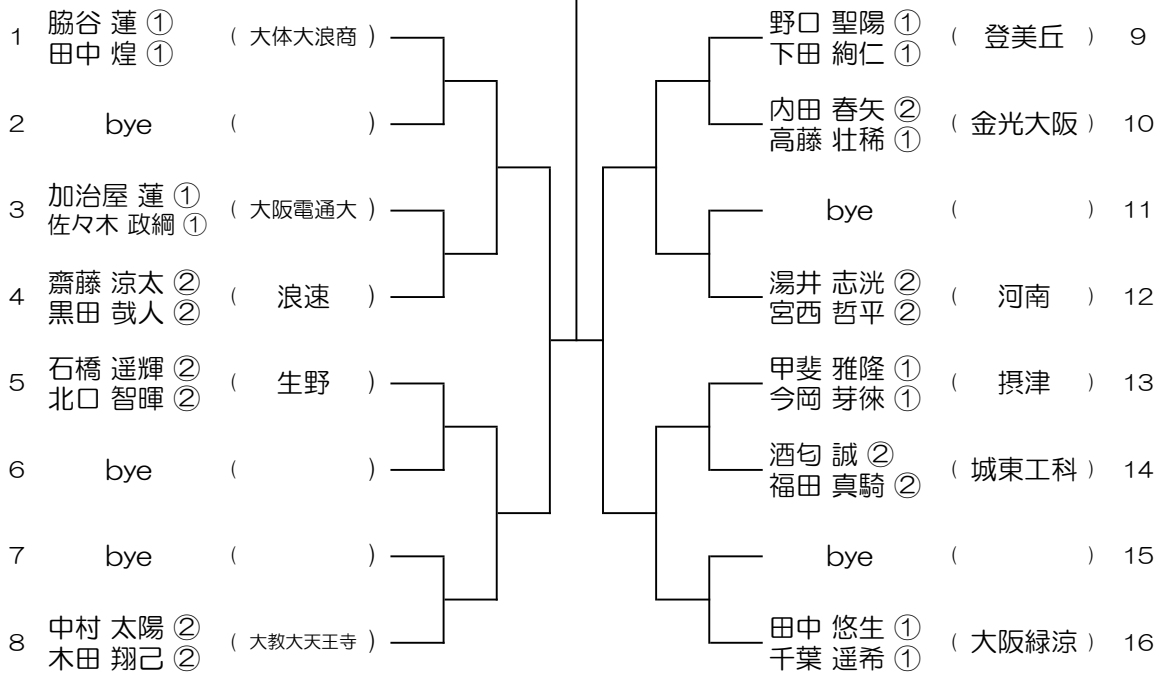 1 脇谷 蓮 ① ( 大体大浪商 )
田中 煌 ①
2 bye ( )
3 加治屋 蓮 ① ( 大阪電通大 )
佐々木 政綱 ①
4 齋藤 涼太 ② ( 浪速 )
黒田 哉人 ②
5 石橋 遥輝 ② ( 生野 )
北口 智暉 ②
6 bye ( )
7 bye ( )
8 中村 太陽 ② ( 大教大天王寺 )
木田 翔己 ②
野口 聖陽 ① ( 登美丘 ) 9
下田 絢仁 ①
内田 春矢 ② ( 金光大阪 ) 10
高藤 壮稀 ①
bye ( ) 11
湯井 志洸 ② ( 河南 ) 12
宮西 哲平 ②
甲斐 雅隆 ① ( 摂津 ) 13
今岡 芽徠 ①
酒匂 誠 ② ( 城東工科 ) 14
福田 真騎 ②
bye ( ) 15
田中 悠生 ① ( 大阪緑涼 ) 16
千葉 遥希 ①